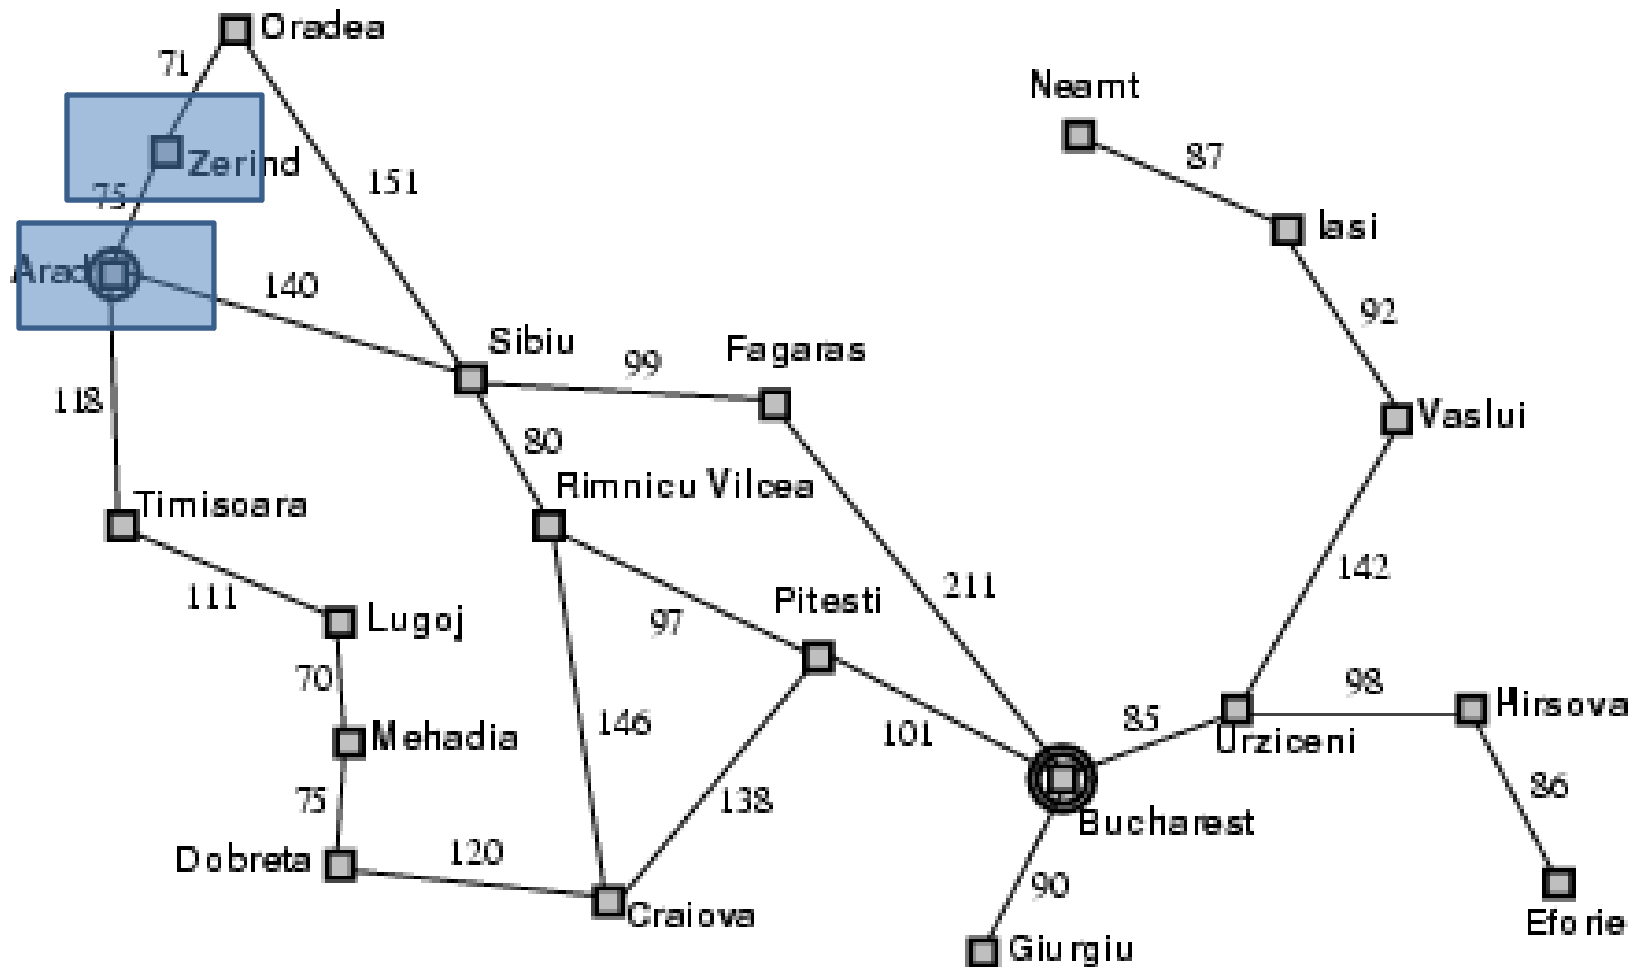 Oradea
71
Neamt
87
Zerind
151
75
Iasi
Arad
140
92
Sibiu
Fagaras
99
118
Vaslui
80
Rimnicu Vilcea
Timisoara
142
211
111
Pitesti
97
Lugoj
70
98
Hirsova
85
146
101
Mehadia
Urziceni
86
75
138
Bucharest
120
Dobreta
90
Craiova
Eforie
Giurgiu